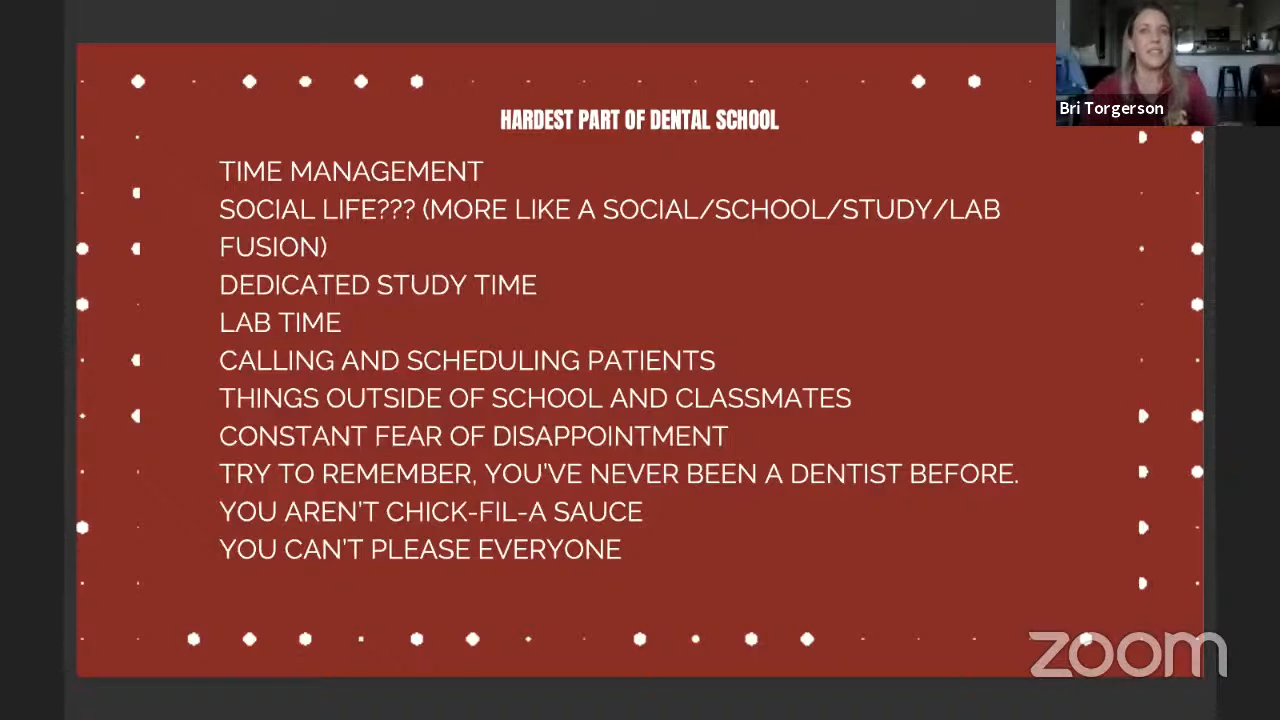 Bri Torgerson
HARDEST PART OF DENTAL SCHOOL
TIME MANAGEMENT
SOCIAL LIFE??? (MORE LIKE A SOCIAL/SCHOOL/STUDY/LAB
FUSION)
DEDICATED STUDY TIME
LAB TIME
CALLING AND SCHEDULING PATIENTS
THINGS OUTSIDE OF SCHOOL AND CLASSMATES
CONSTANT FEAR OF DISAPPOINTMENT
TRY TO REMEMBER, YOU'VE NEVER BEEN A DENTIST BEFORE.
YOU AREN'T CHICK-FIL-A SAUCE
YOU CAN'T PLEASE EVERYONE
zoom